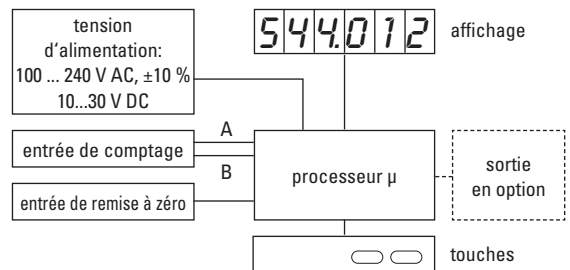 tension
d'alimentation:
100 ... 240 V AC, ±10 %
10...30 V DC
544.012
affichage
A
entrée de comptage
B
entrée de remise à zéro
processeur µ
sortie
en option
touches